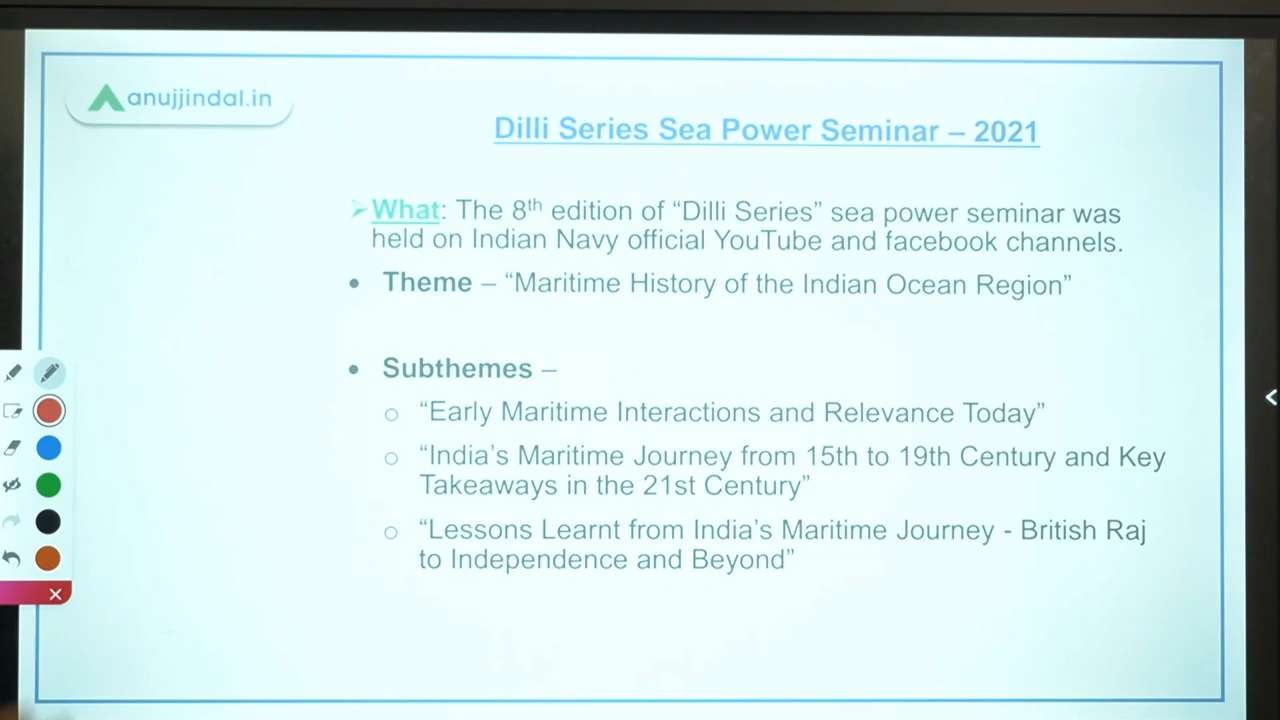 anujjindal.in
Dilli Series Sea Power Seminar – 2021
➢What: The 8th edition of “Dilli Series” sea power seminar was
held on Indian Navy official YouTube and facebook channels.
• Theme – “Maritime History of the Indian Ocean Region”
• Subthemes –
o “Early Maritime Interactions and Relevance Today”
o “India’s Maritime Journey from 15th to 19th Century and Key
Takeaways in the 21st Century”
o “Lessons Learnt from India’s Maritime Journey - British Raj
to Independence and Beyond”